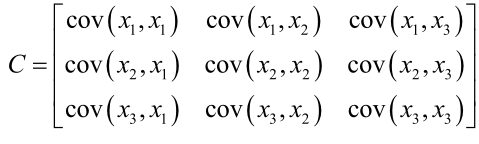 cov(x₁,x₁) cov(x₁,x₂) cov(x₁,x₃)
C = cov(x₂,x₁) cov(x₂,x₂) cov(x₂,x₃)
cov(x₃,x₁) cov(x₃,x₂) cov(x₃,x₃)